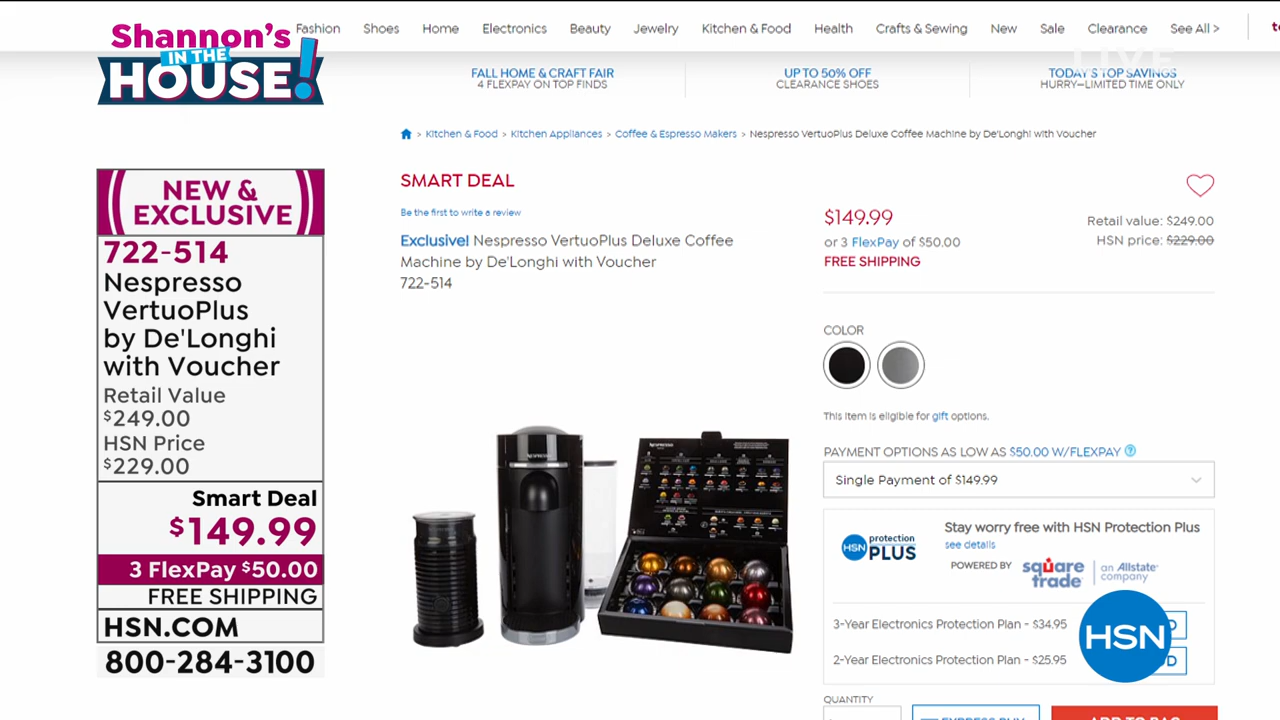 Shannon's
IN THE
HOUSE!
Fashion Shoes Home Electronics Beauty Jewelry Kitchen & Food Health Crafts & Sewing New Sale Clearance See All >
LIVE
FALL HOME & CRAFT FAIR
4 FLEXPAY ON TOP FINDS
UP TO 50% OFF
CLEARANCE SHOES
TODAY'S TOP SAVINGS
HURRY—LIMITED TIME ONLY
> Kitchen & Food > Kitchen Appliances > Coffee & Espresso Makers > Nespresso VertuoPlus Deluxe Coffee Machine by De'Longhi with Voucher
NEW &
EXCLUSIVE
722-514
Nespresso
VertuoPlus
by De'Longhi
with Voucher
Retail Value
$249.00
HSN Price
$229.00
Smart Deal
$149.99
3 FlexPay $50.00
FREE SHIPPING
HSN.COM
800-284-3100
SMART DEAL
Be the first to write a review
Exclusive! Nespresso VertuoPlus Deluxe Coffee
Machine by De'Longhi with Voucher
722-514
NESPRESSO
NESPRESSO
$149.99
or 3 FlexPay of $50.00
FREE SHIPPING
Retail value: $249.00
HSN price: $229.00
COLOR
This item is eligible for gift options.
PAYMENT OPTIONS AS LOW AS $50.00 W/FLEXPAY ?
Single Payment of $149.99
HSN protection
PLUS
Stay worry free with HSN Protection Plus
see details
POWERED BY square
trade
an Allstate
company
3-Year Electronics Protection Plan - $34.95
2-Year Electronics Protection Plan - $25.95
HSN
QUANTITY
EXPRESS BUY
ADD TO BAG